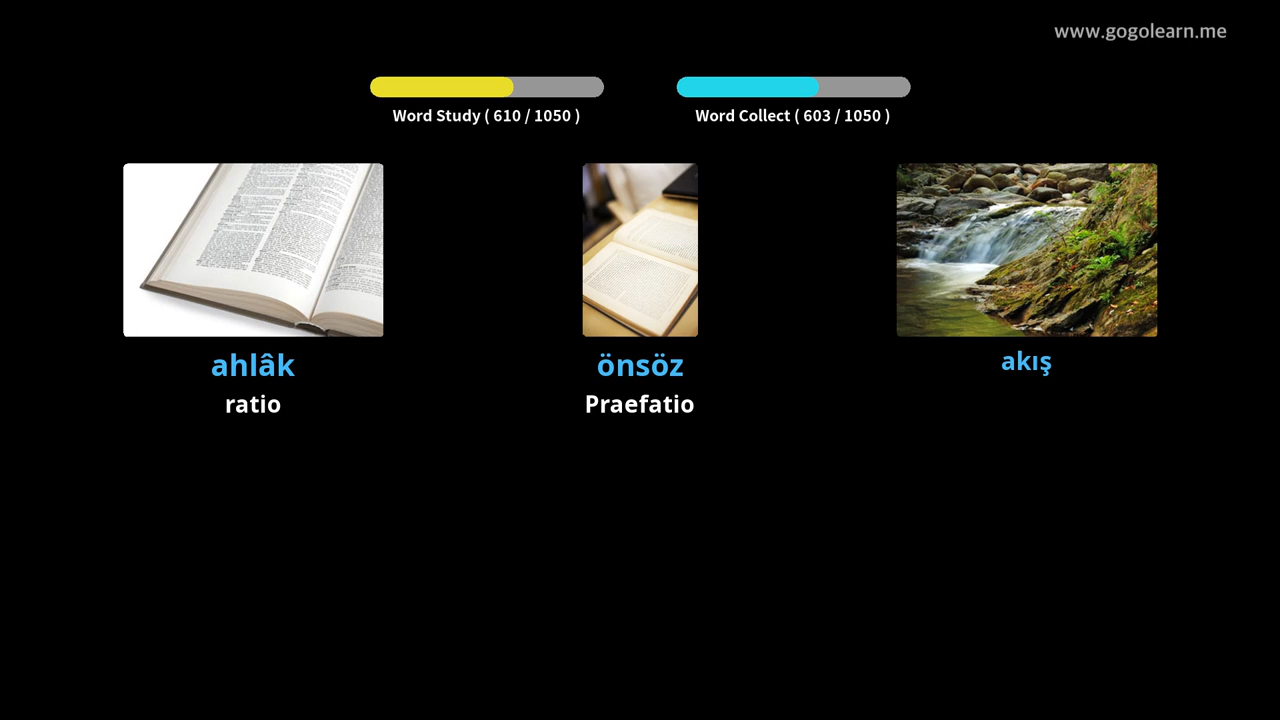 www.gogolearn.me
Word Study ( 610 / 1050 )
Word Collect ( 603 / 1050 )
ahlâk
ratio
önsöz
Praefatio
akış